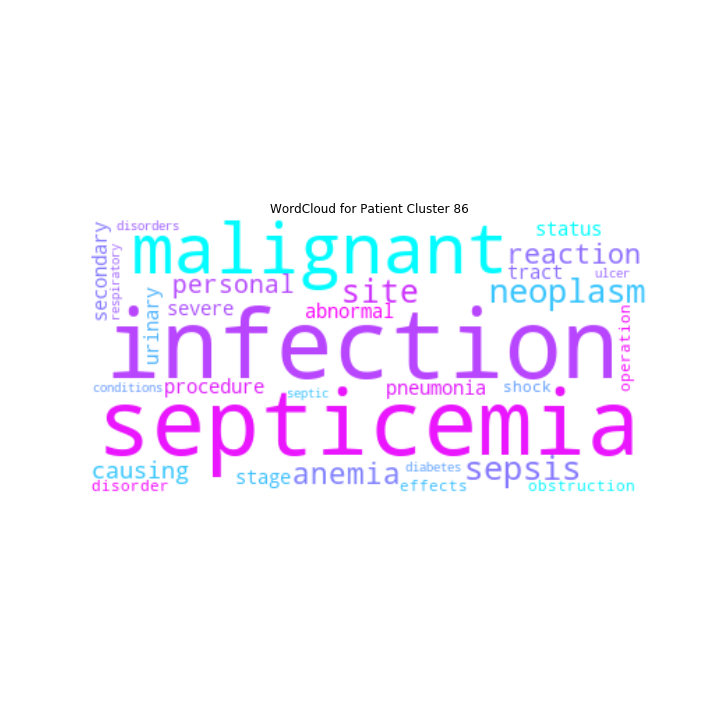 WordCloud for Patient Cluster 86
disorders
malignant
status
secondary
respiratory
reaction
tract
ulcer
personal
site
neoplasm
urinary
severe
abnormal
infection
operation
conditions
procedure
septic
pneumonia
shock
septicemia
causing
stage
anemia
diabetes
sepsis
disorder
effects
obstruction